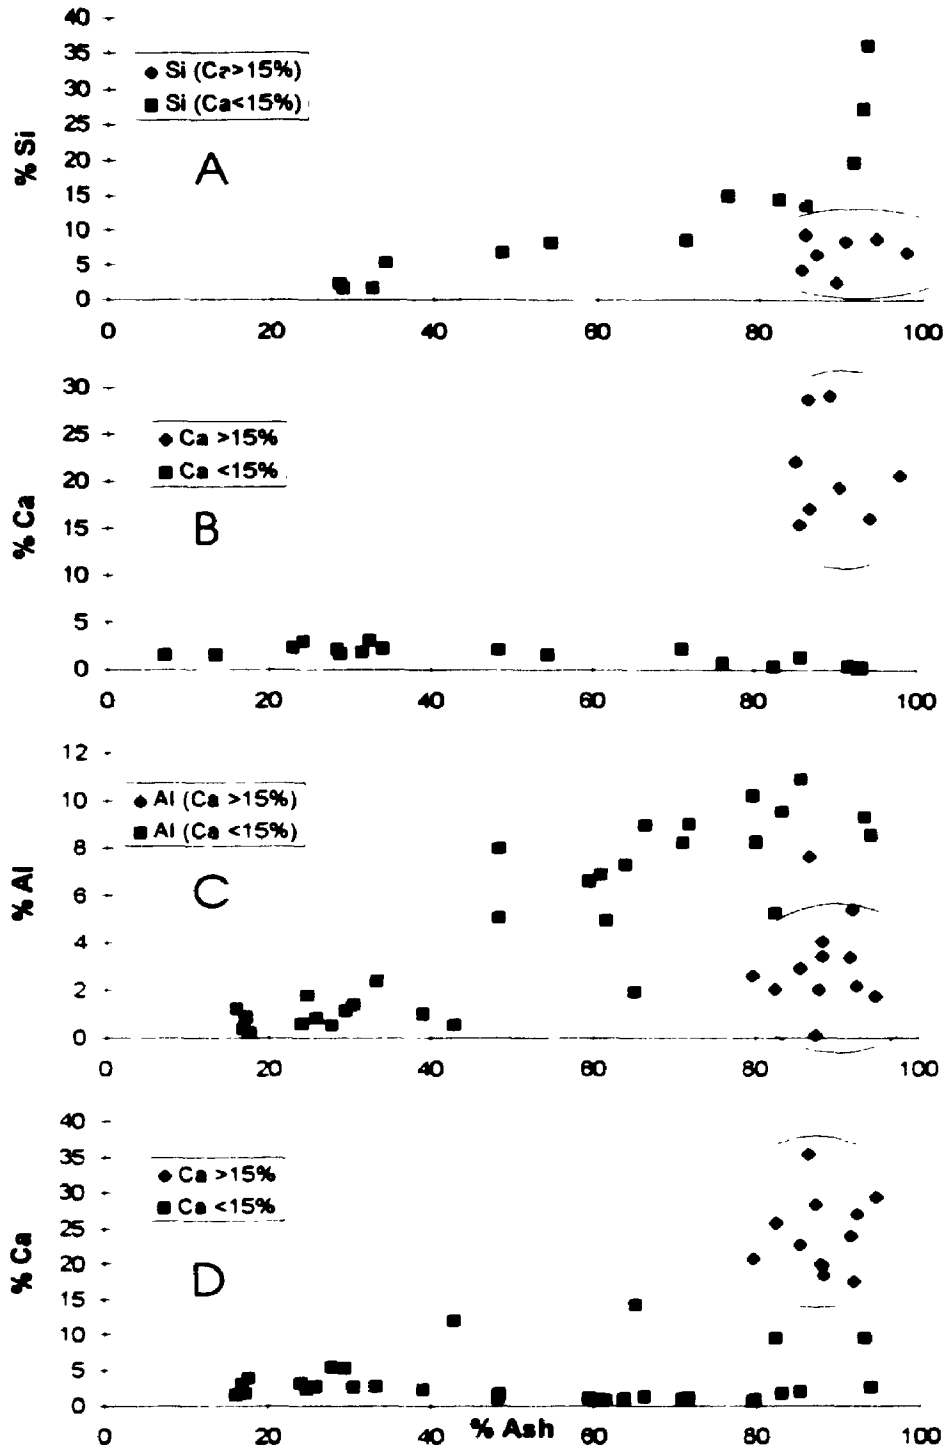 40
35
30
25
20
15
10
5
0
% Si
◆ Si (Ca>15%)
■ Si (Ca<15%)
A
0 20 40 60 80 100
30
25
20
15
10
5
0
% Ca
◆ Ca >15%
■ Ca <15%
B
0 20 40 60 80 100
12
10
8
6
4
2
0
% Al
◆ Al (Ca >15%)
■ Al (Ca <15%)
C
0 20 40 60 80 100
40
35
30
25
20
15
10
5
0
% Ca
◆ Ca >15%
■ Ca <15%
D
% Ash
0 20 40 60 80 100